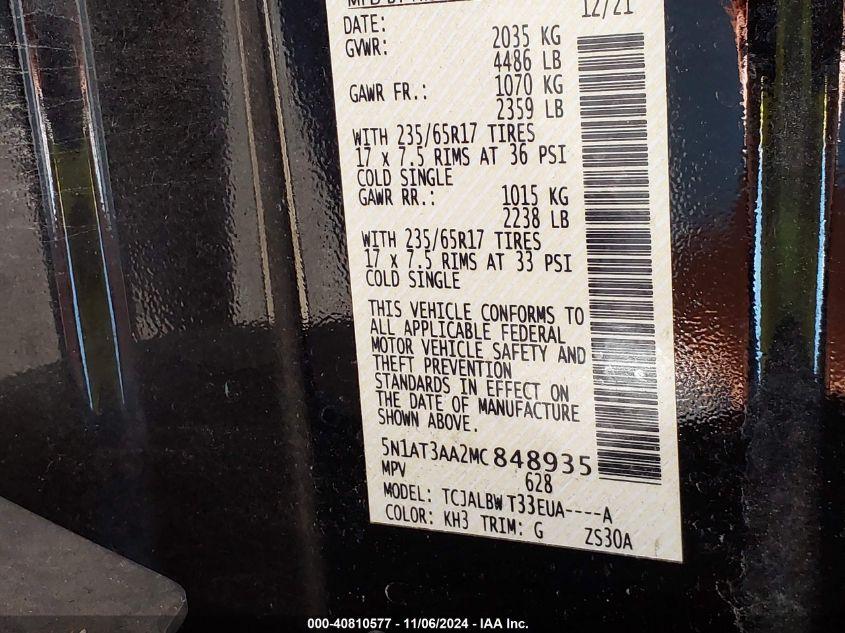 MFD BY
12/21
DATE:
GVWR: 2035 KG
4486 LB
GAWR FR.: 1070 KG
2359 LB
WITH 235/65R17 TIRES
17 x 7.5 RIMS AT 36 PSI
COLD SINGLE
GAWR RR.: 1015 KG
2238 LB
WITH 235/65R17 TIRES
17 x 7.5 RIMS AT 33 PSI
COLD SINGLE
THIS VEHICLE CONFORMS TO
ALL APPLICABLE FEDERAL
MOTOR VEHICLE SAFETY AND
THEFT PREVENTION
STANDARDS IN EFFECT ON
THE DATE OF MANUFACTURE
SHOWN ABOVE.
5N1AT3AA2MC848935
MPV 628
MODEL: TCJALBW T33EUA----A
COLOR: KH3 TRIM: G ZS30A
000-40810577 - 11/06/2024 - IAA Inc.